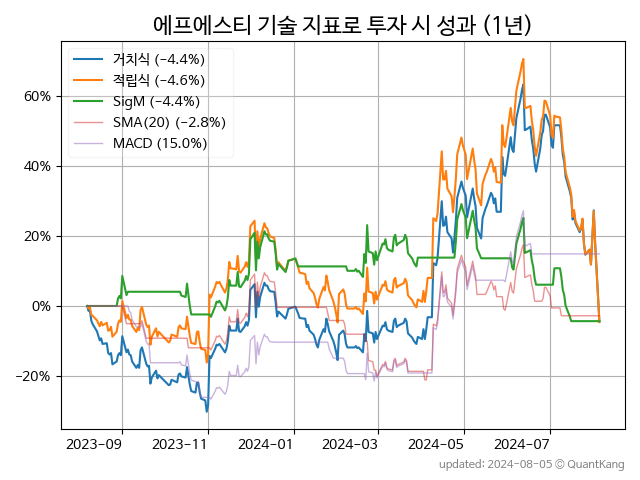 에프에스티 기술 지표로 투자 시 성과 (1년)
거치식 (−4.4%)
적립식 (−4.6%)
SigM (−4.4%)
SMA(20) (−2.8%)
MACD (15.0%)
60%
40%
20%
0%
−20%
2023-09 2023-11 2024-01 2024-03 2024-05 2024-07
updated: 2024-08-05 © QuantKang